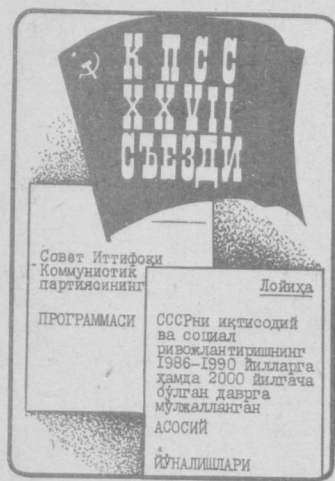 КПСС
XXVII
СЪЕЗДИ
Совет Иттифоқи
Коммунистик
партиясининг
ПРОГРАММАСИ
Лойиҳа
СССРни иқтисодий
ва социал
ривожлантиришнинг
1986—1990 йилларга
ҳамда 2000 йилгача
бўлган даврга
мўлжалланган
АСОСИЙ
ЙЎНАЛИШЛАРИ